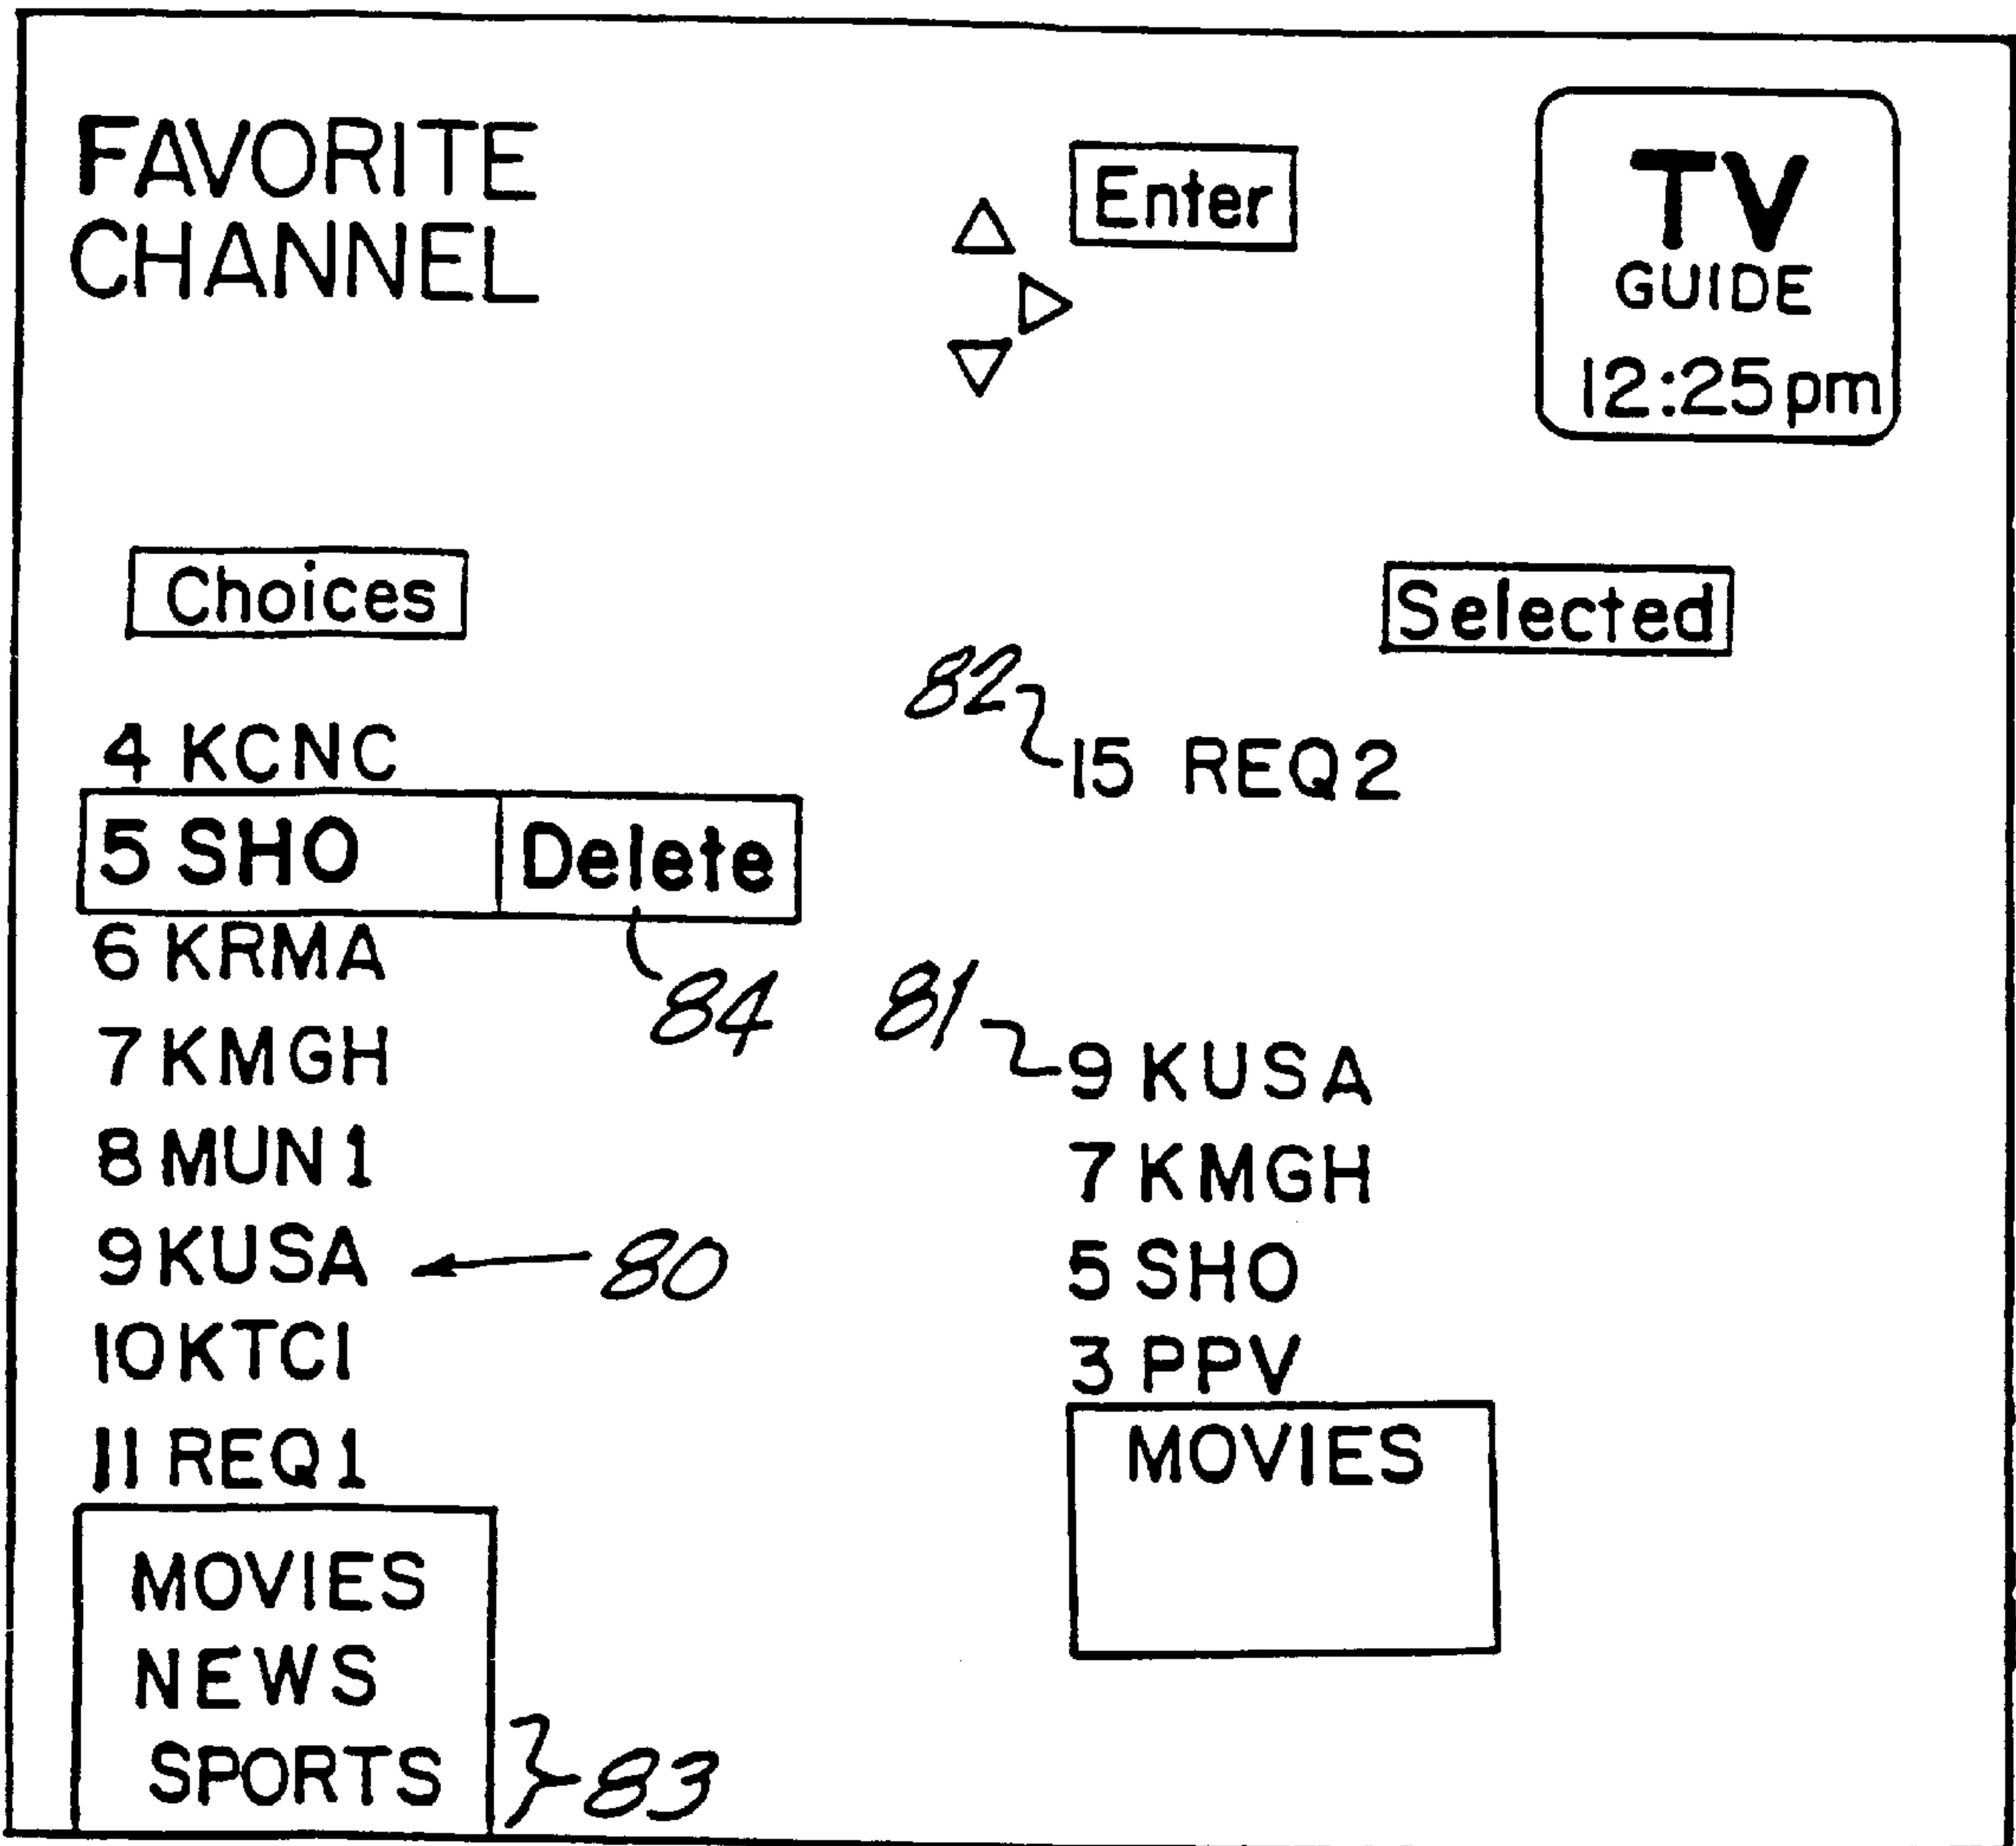 FAVORITE
CHANNEL
Enter
TV
GUIDE
12:25pm
Choices
Selected
4 KCNC
5 SHO Delete
6 KRMA
7 KMGH
8 MUN 1
9 KUSA
10 KTCI
11 REQ1
MOVIES
NEWS
SPORTS
84
80
83
82
15 REQ2
81
9 KUSA
7 KMGH
5 SHO
3 PPV
MOVIES